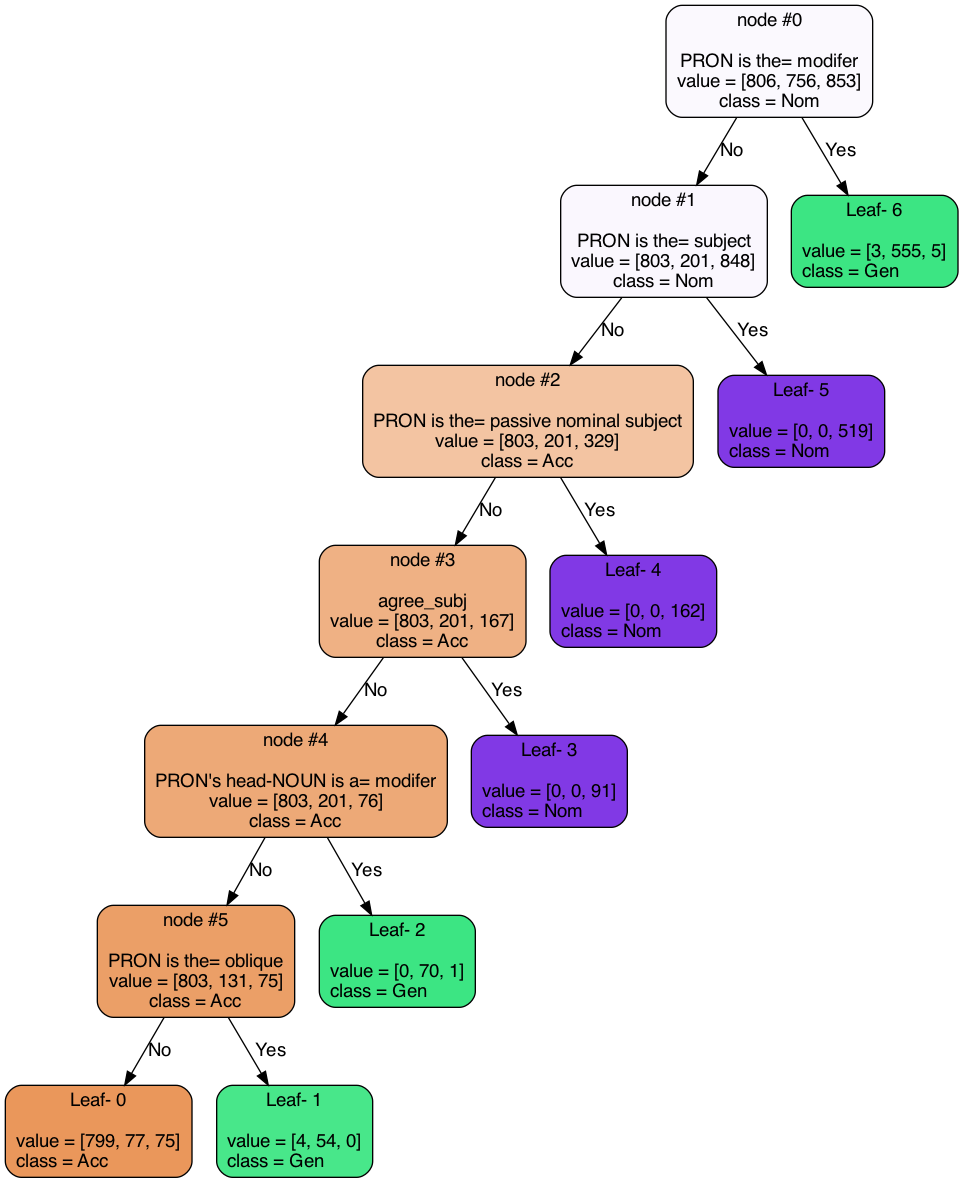 node #0
PRON is the= modifer
value = [806, 756, 853]
class = Nom
No
Yes
node #1
PRON is the= subject
value = [803, 201, 848]
class = Nom
Leaf- 6
value = [3, 555, 5]
class = Gen
No
Yes
node #2
PRON is the= passive nominal subject
value = [803, 201, 329]
class = Acc
Leaf- 5
value = [0, 0, 519]
class = Nom
No
Yes
node #3
agree_subj
value = [803, 201, 167]
class = Acc
Leaf- 4
value = [0, 0, 162]
class = Nom
No
Yes
node #4
PRON's head-NOUN is a= modifer
value = [803, 201, 76]
class = Acc
Leaf- 3
value = [0, 0, 91]
class = Nom
No
Yes
node #5
PRON is the= oblique
value = [803, 131, 75]
class = Acc
Leaf- 2
value = [0, 70, 1]
class = Gen
No
Yes
Leaf- 0
value = [799, 77, 75]
class = Acc
Leaf- 1
value = [4, 54, 0]
class = Gen